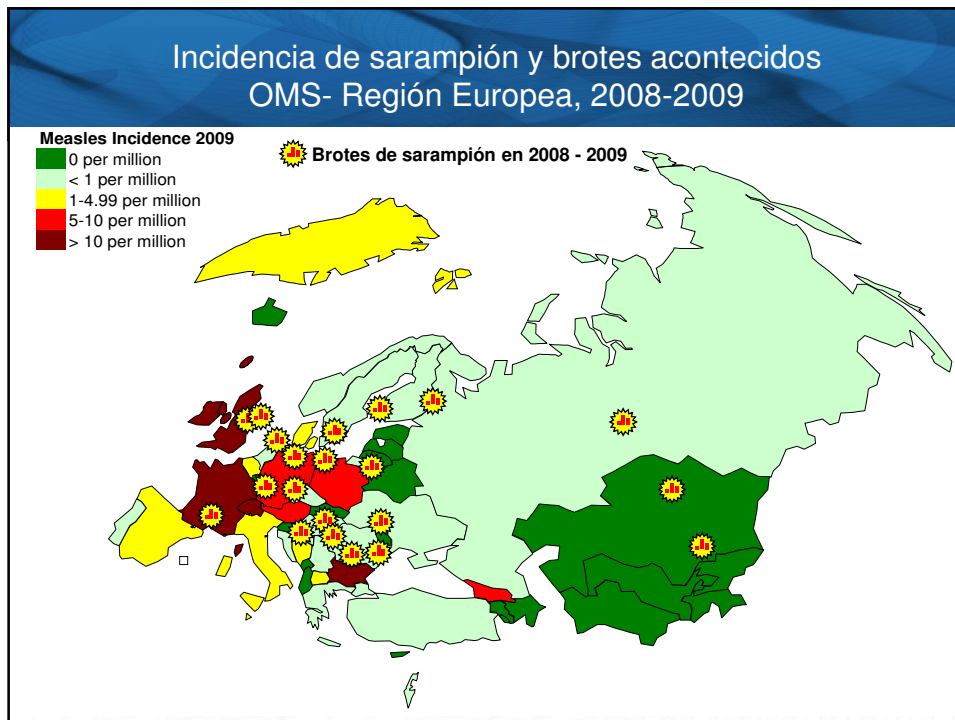 Incidencia de sarampión y brotes acontecidos
OMS- Región Europea, 2008-2009
Measles Incidence 2009
0 per million
< 1 per million
1-4.99 per million
5-10 per million
> 10 per million
Brotes de sarampión en 2008 - 2009